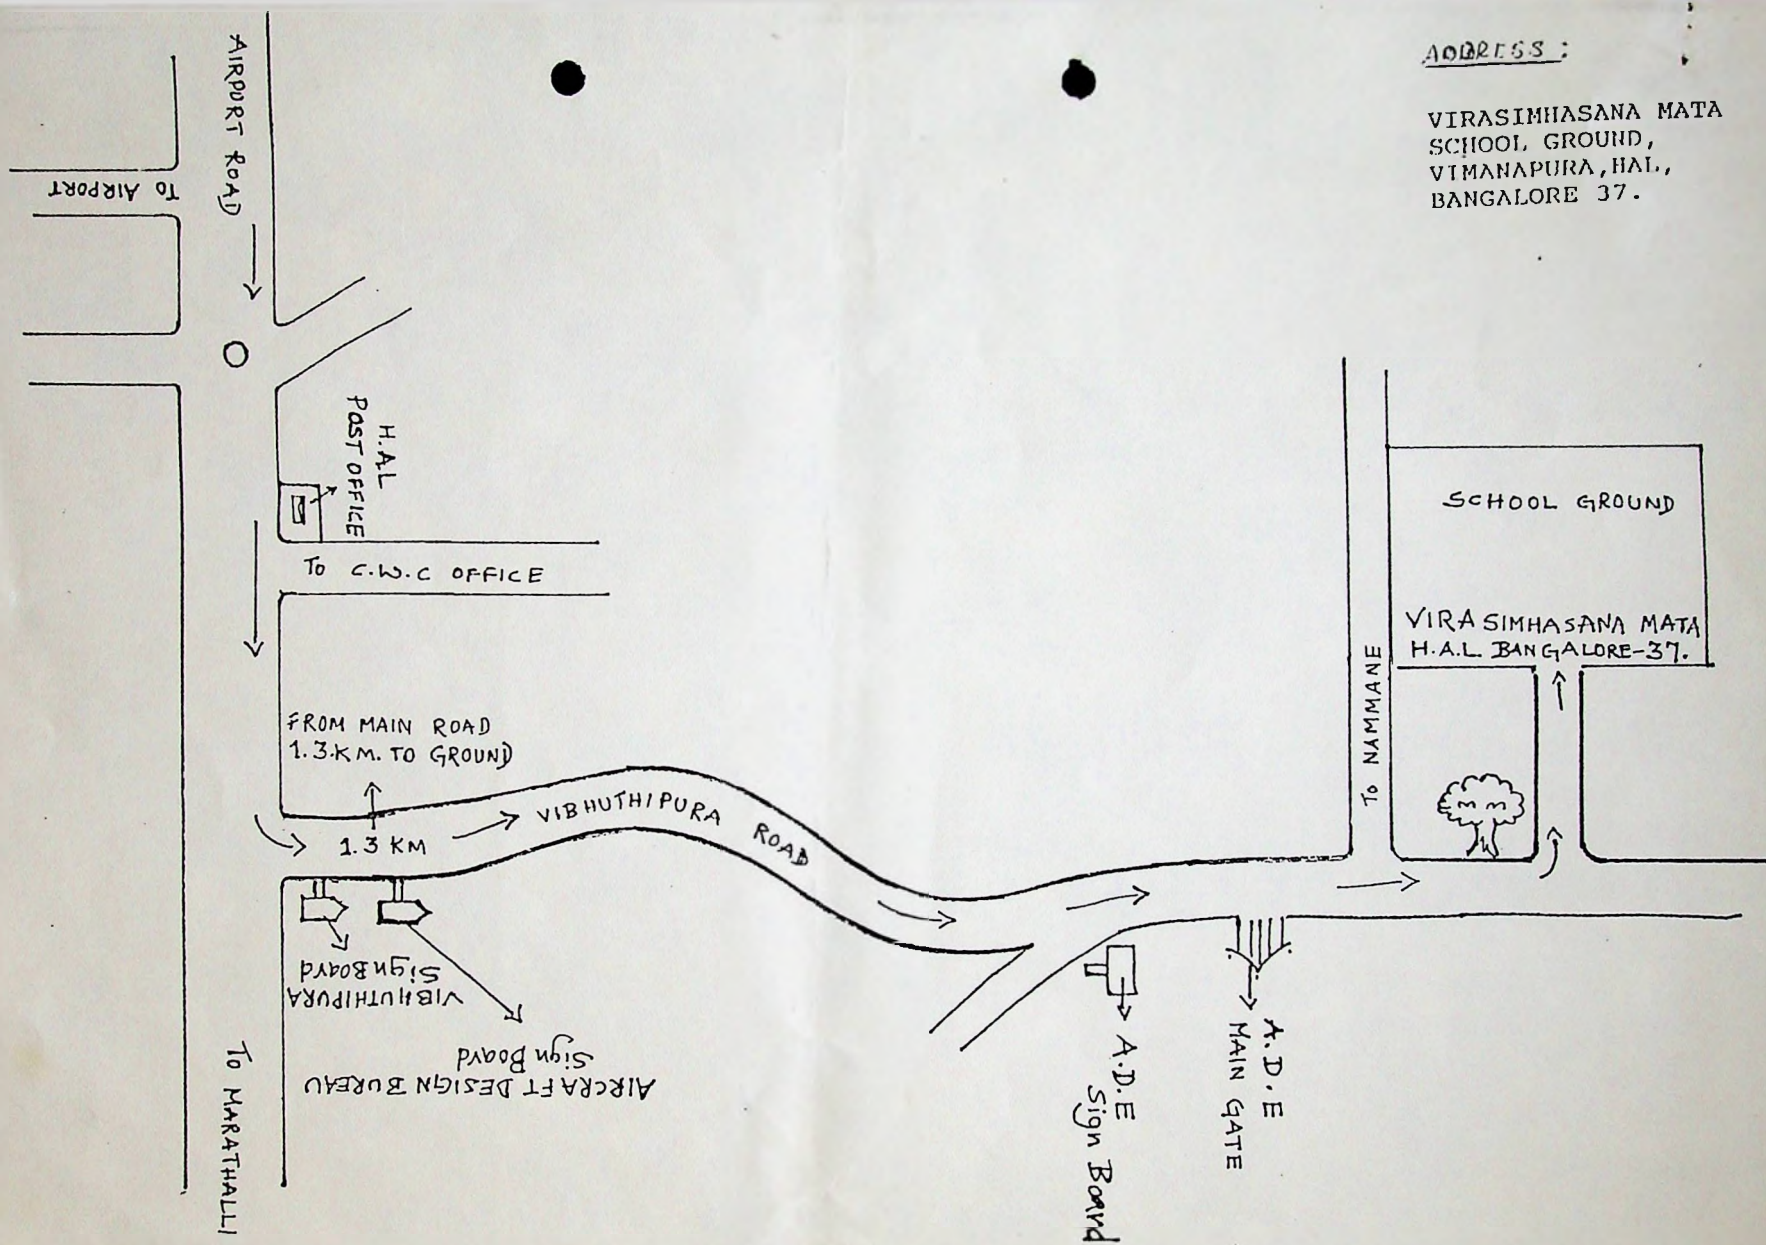 ADDRESS :
VIRASIMHASANA MATA
SCHOOL GROUND,
VIMANAPURA,HAL,
BANGALORE 37.
AIRPORT ROAD
TO AIRPORT
H.A.L
POST OFFICE
TO C.W.C OFFICE
FROM MAIN ROAD
1.3.KM. TO GROUND
1.3 KM
VIBHUTHIPURA ROAD
VIBHUTHIPURA
Sign Board
AIRCRAFT DESIGN BUREAU
Sign Board
TO MARATHALLI
A.D.E
Sign Board
A.D.E
MAIN GATE
TO NAMMANE
SCHOOL GROUND
VIRA SIMHASANA MATA
H.A.L. BANGALORE-37.